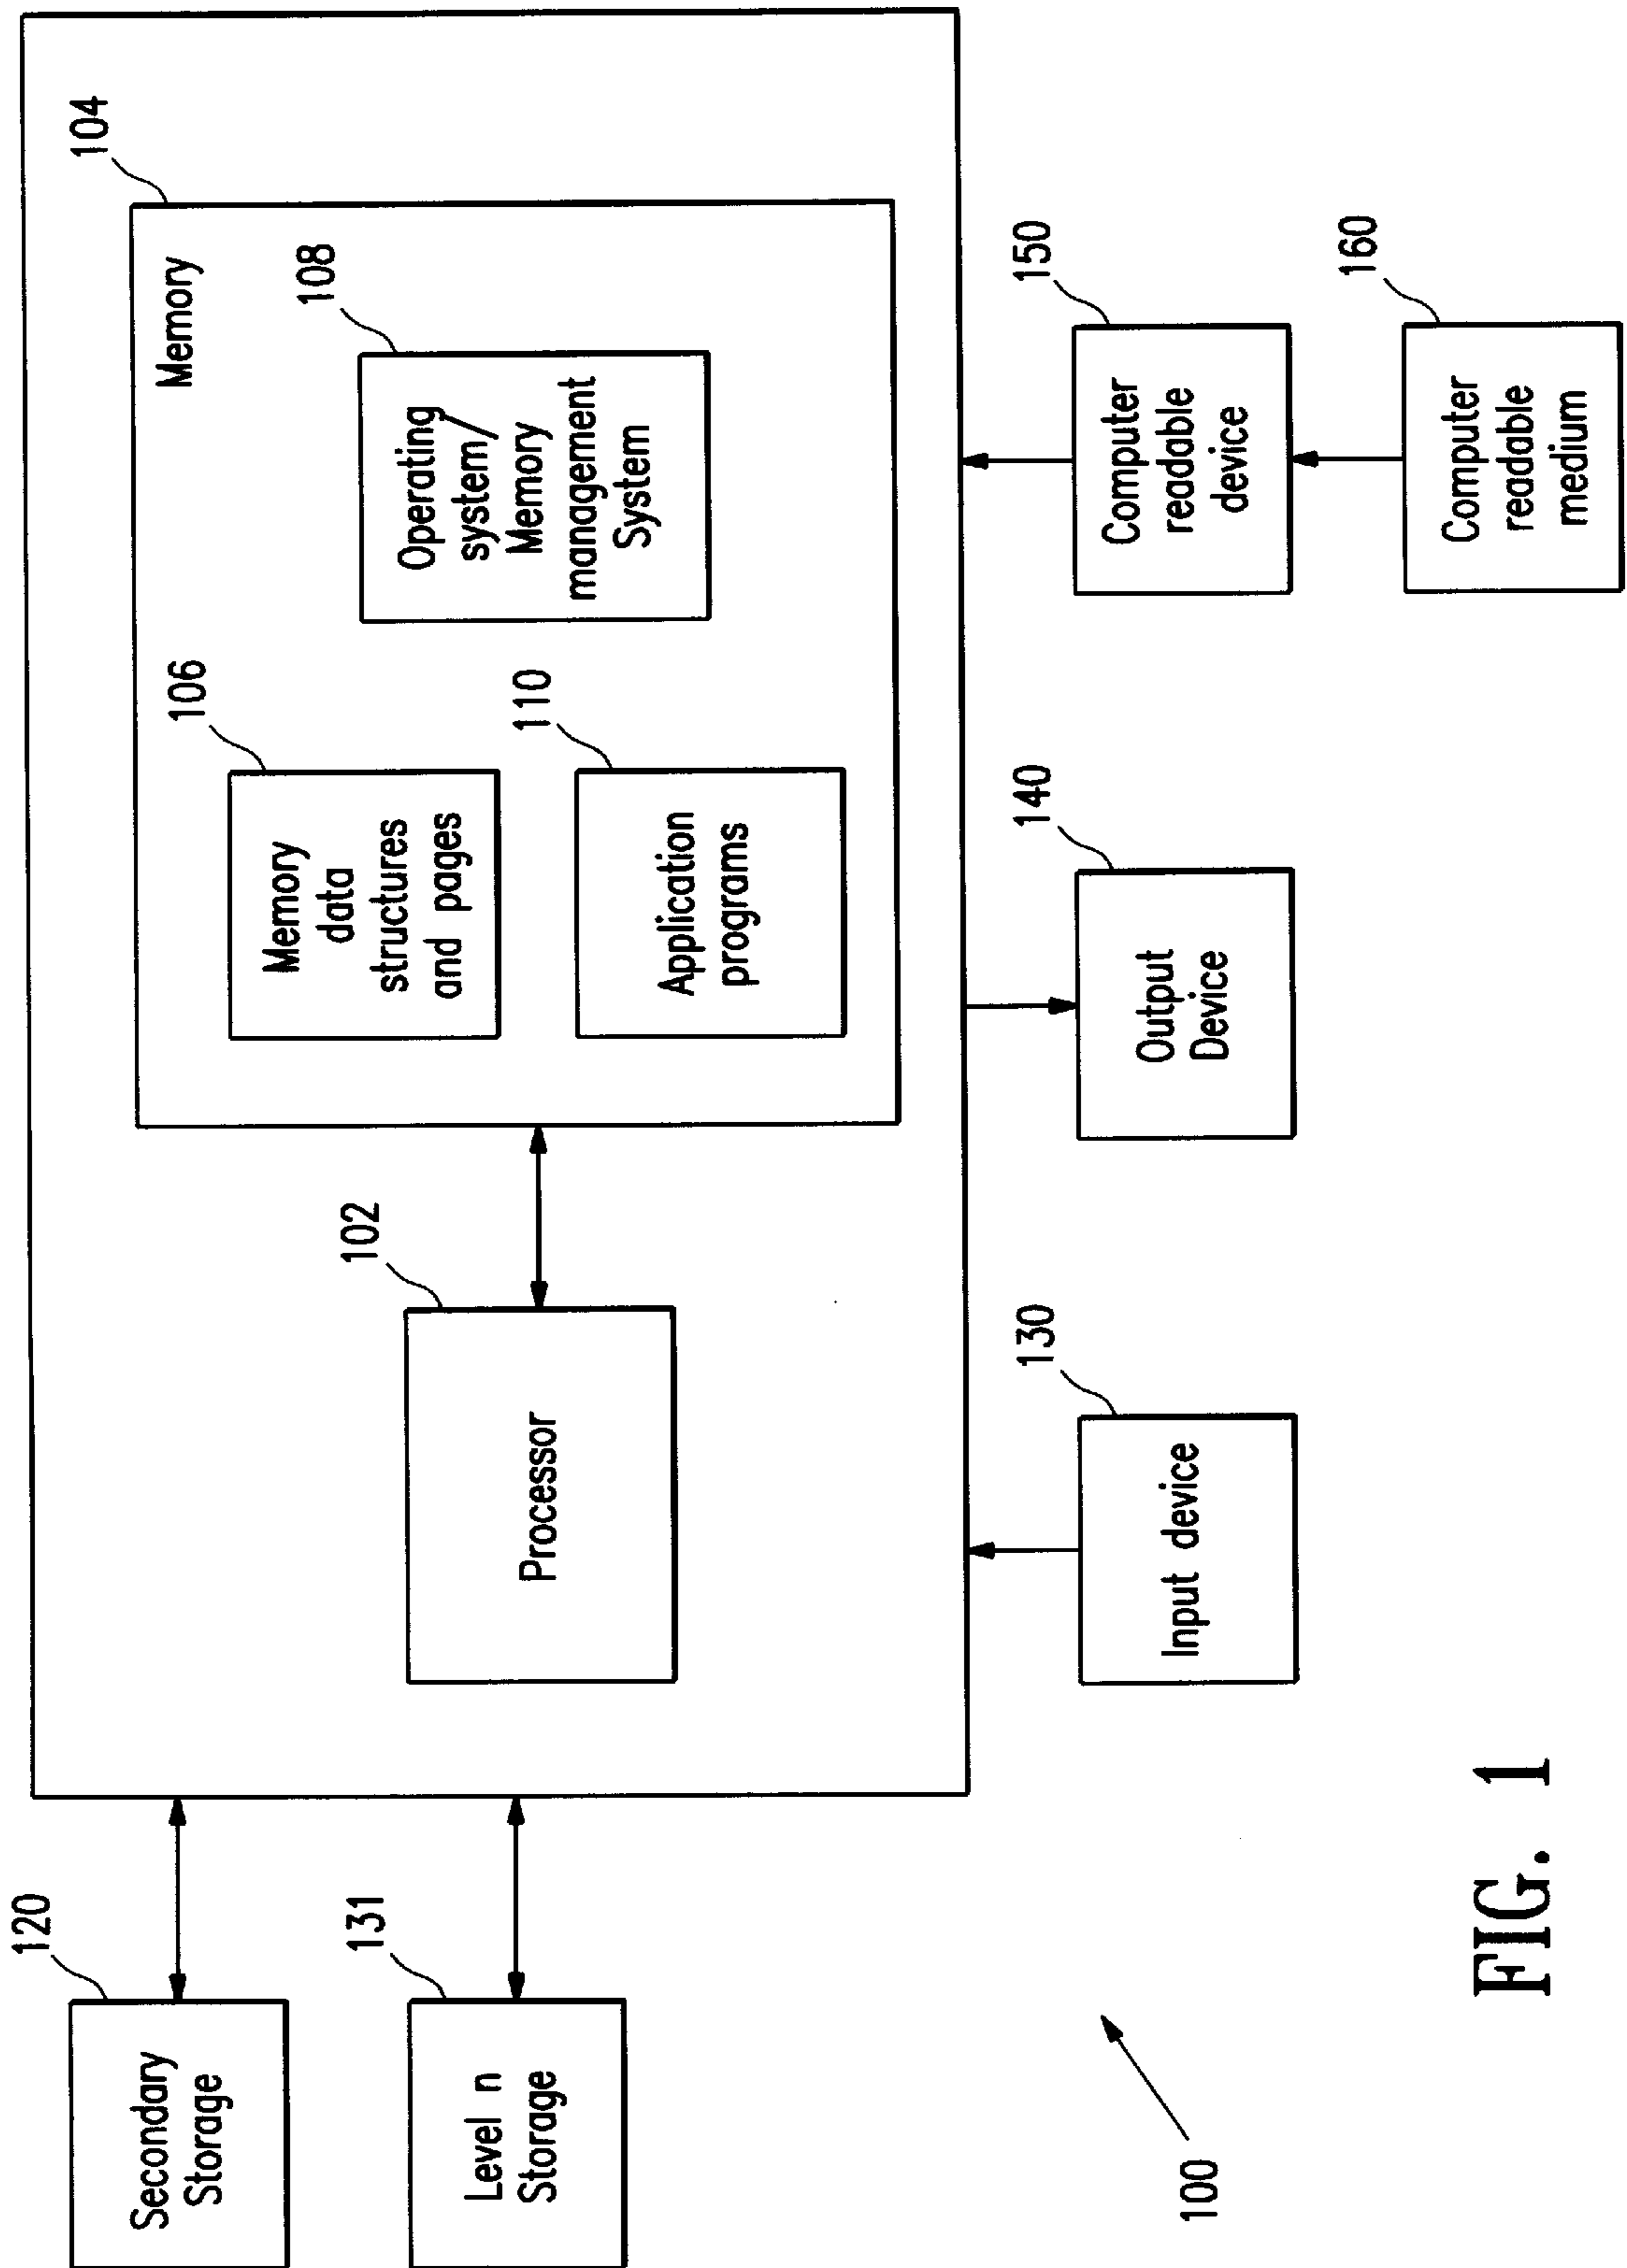 120
Secondary
Storage
131
Level n
Storage
100
102
Processor
104
Memory
106
Memory
data
structures
and pages
108
Operating
system/
Memory
management
System
110
Application
programs
130
Input device
140
Output
Device
150
Computer
readable
device
160
Computer
readable
medium
FIG. 1